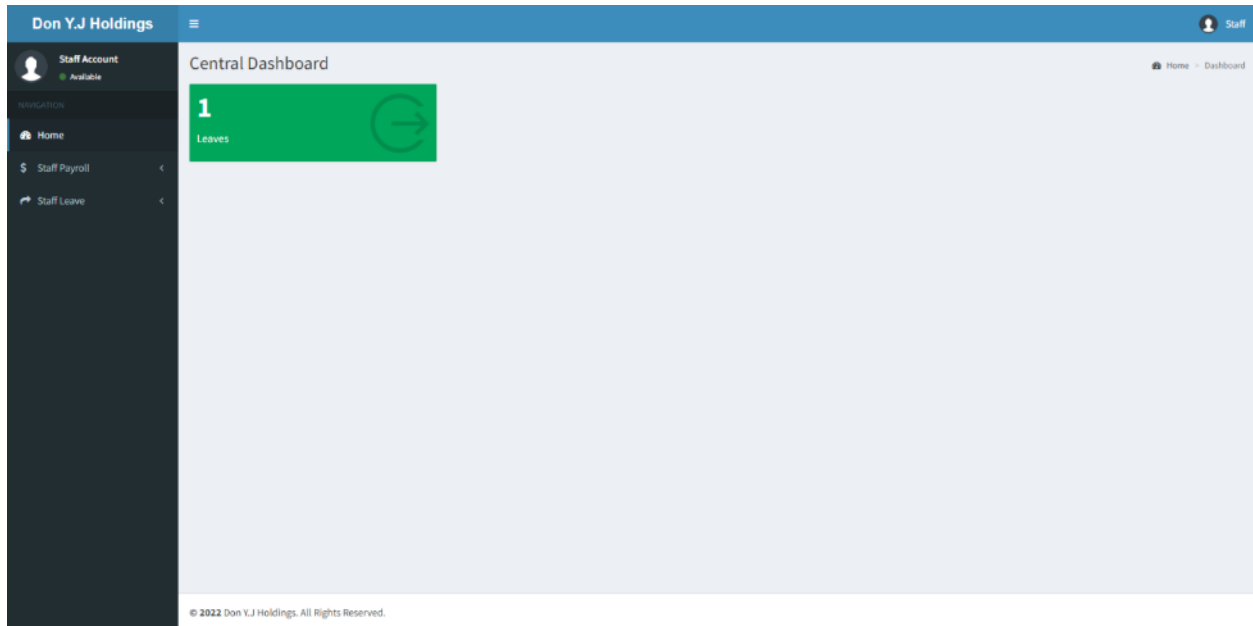 Don Y.J Holdings
Staff
Staff Account
Available
NAVIGATION
Home
Staff Payroll
Staff Leave
Central Dashboard
Home > Dashboard
1
Leaves
© 2022 Don Y.J Holdings. All Rights Reserved.